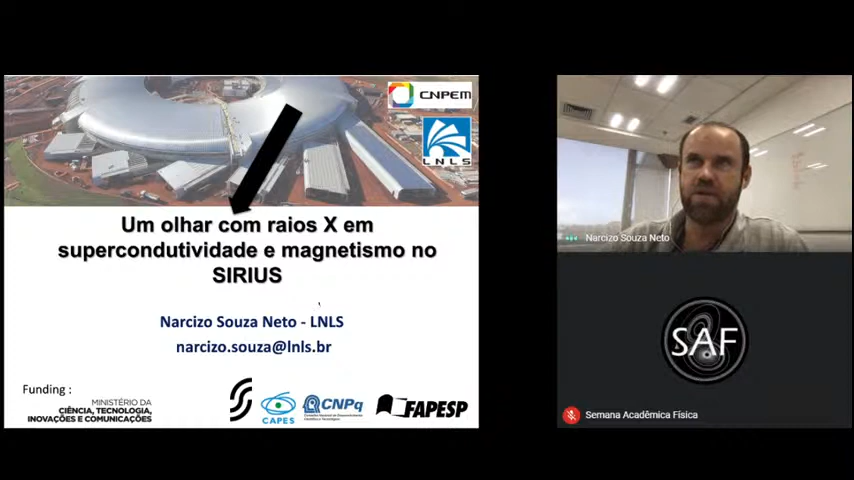 CNPEM
LNLS
Um olhar com raios X em
supercondutividade e magnetismo no
SIRIUS
Narcizo Souza Neto - LNLS
narcizo.souza@lnls.br
Funding :
MINISTÉRIO DA
CIÊNCIA, TECNOLOGIA,
INOVAÇÕES E COMUNICAÇÕES
CAPES
CNPq
FAPESP
Narcizo Souza Neto
SAF
Semana Acadêmica Física